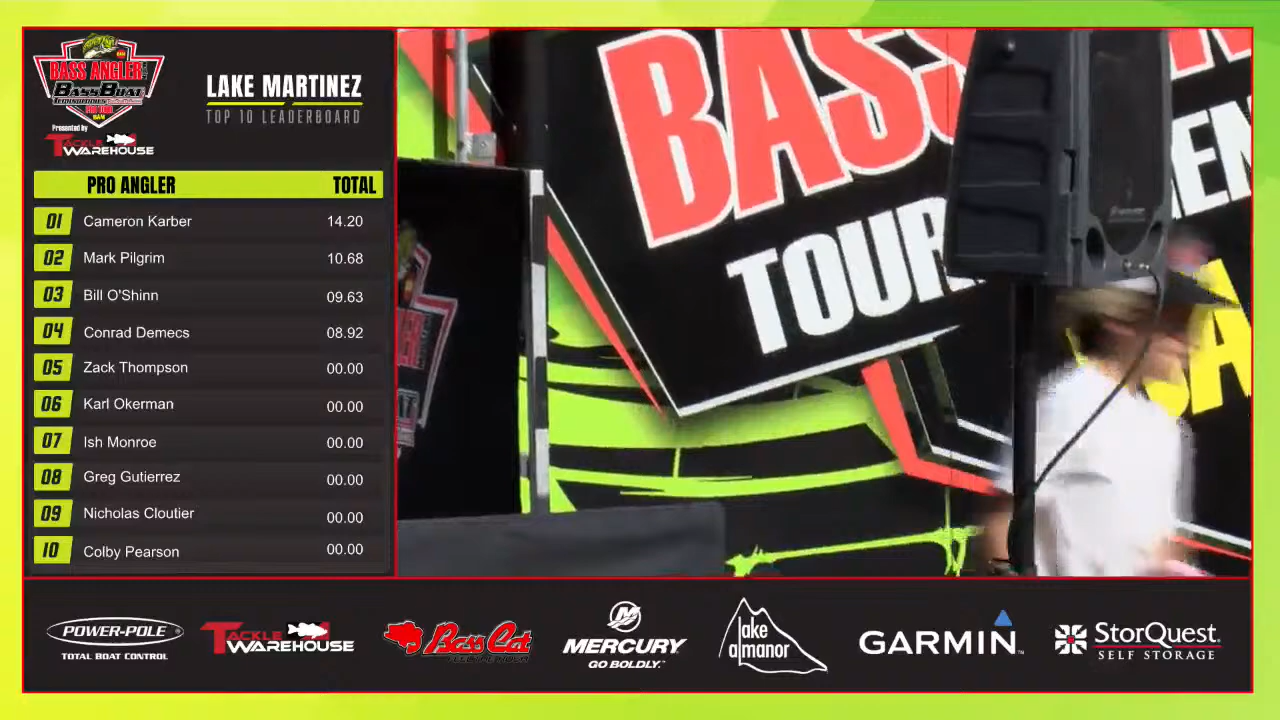 BASS ANGLER
BASSBOAT
Presented by
TACKLE
WAREHOUSE
LAKE MARTINEZ
TOP 10 LEADERBOARD
PRO ANGLER TOTAL
01 Cameron Karber 14.20
02 Mark Pilgrim 10.68
03 Bill O'Shinn 09.63
04 Conrad Demecs 08.92
05 Zack Thompson 00.00
06 Karl Okerman 00.00
07 Ish Monroe 00.00
08 Greg Gutierrez 00.00
09 Nicholas Cloutier 00.00
10 Colby Pearson 00.00
BASS
TOUR
EN
POWER-POLE
TOTAL BOAT CONTROL
TACKLE
WAREHOUSE
Bass Cat
MERCURY
GO BOLDLY.™
lake
almanor
GARMIN™
StorQuest®
SELF STORAGE